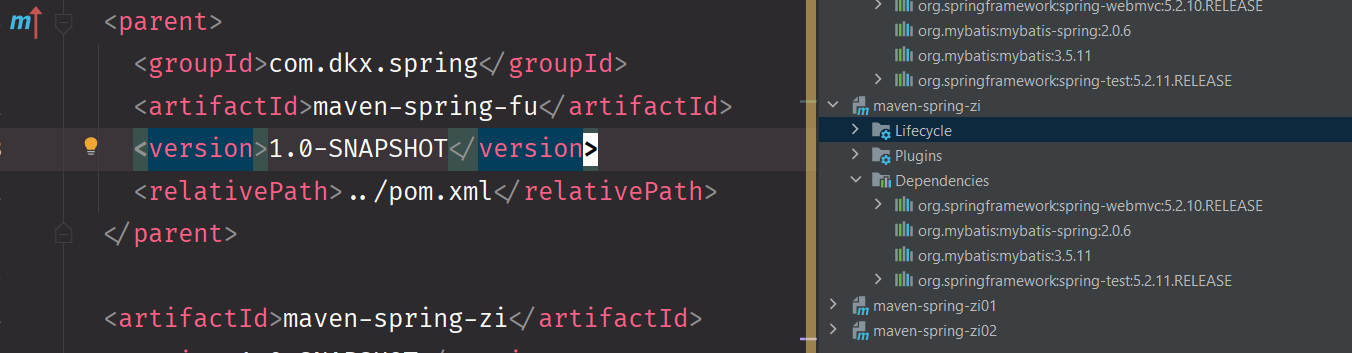 <parent>
<groupId>com.dkx.spring</groupId>
<artifactId>maven-spring-fu</artifactId>
<version>1.0-SNAPSHOT</version>
<relativePath>../pom.xml</relativePath>
</parent>
<artifactId>maven-spring-zi</artifactId>
org.springframework:spring-webmvc:5.2.10.RELEASE
org.mybatis:mybatis-spring:2.0.6
org.mybatis:mybatis:3.5.11
org.springframework:spring-test:5.2.11.RELEASE
maven-spring-zi
Lifecycle
Plugins
Dependencies
org.springframework:spring-webmvc:5.2.10.RELEASE
org.mybatis:mybatis-spring:2.0.6
org.mybatis:mybatis:3.5.11
org.springframework:spring-test:5.2.11.RELEASE
maven-spring-zi01
maven-spring-zi02